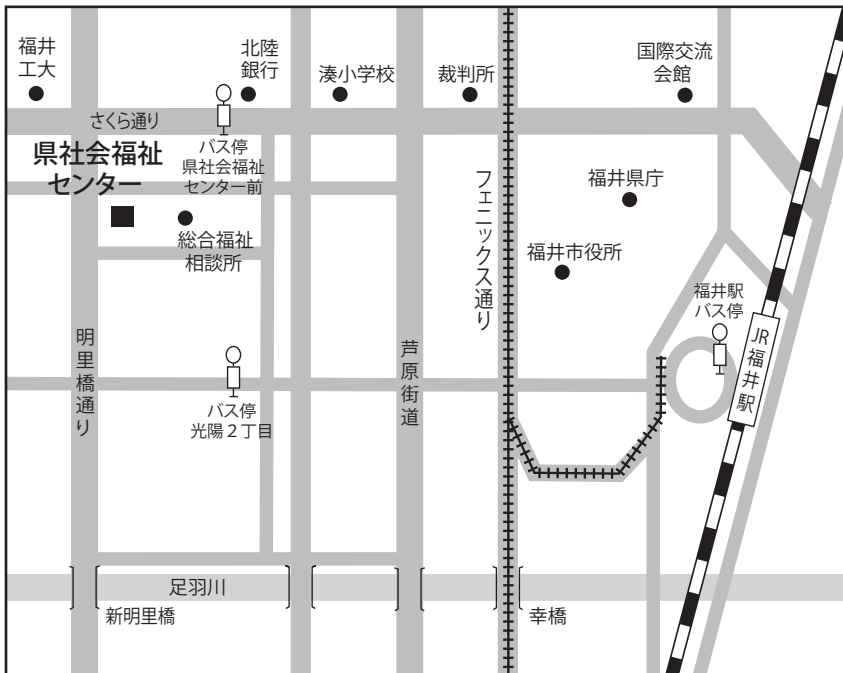 福井
工大
北陸
銀行
湊小学校
裁判所
国際交流
会館
さくら通り
県社会福祉
センター
バス停
県社会福祉
センター前
総合福祉
相談所
フェニックス通り
福井県庁
福井市役所
福井駅
バス停
JR福井駅
明里橋通り
芦原街道
バス停
光陽２丁目
足羽川
新明里橋
幸橋